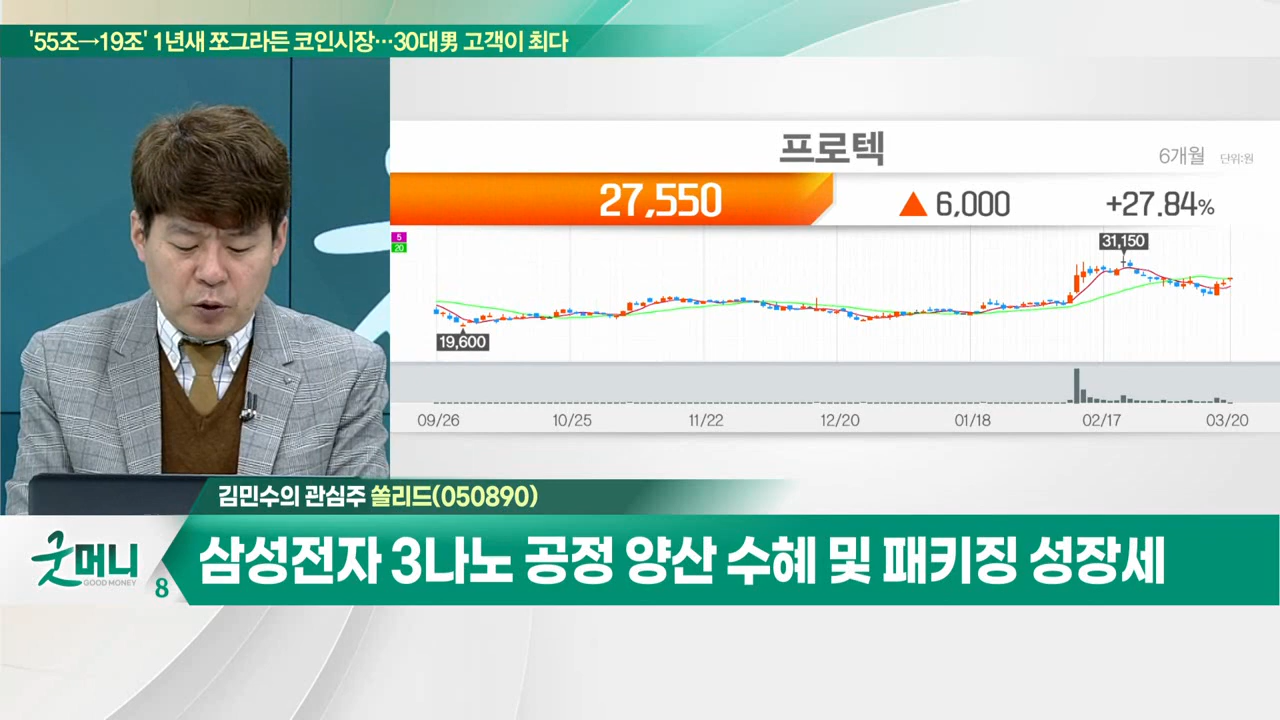 '55조→19조' 1년새 쪼그라든 코인시장…30대男 고객이 최다
프로텍
6개월 단위:원
27,550 ▲ 6,000 +27.84%
5
20
31,150
19,600
09/26 10/25 11/22 12/20 01/18 02/17 03/20
김민수의 관심주 쏠리드(050890)
굿머니
GOOD MONEY
8
삼성전자 3나노 공정 양산 수혜 및 패키징 성장세